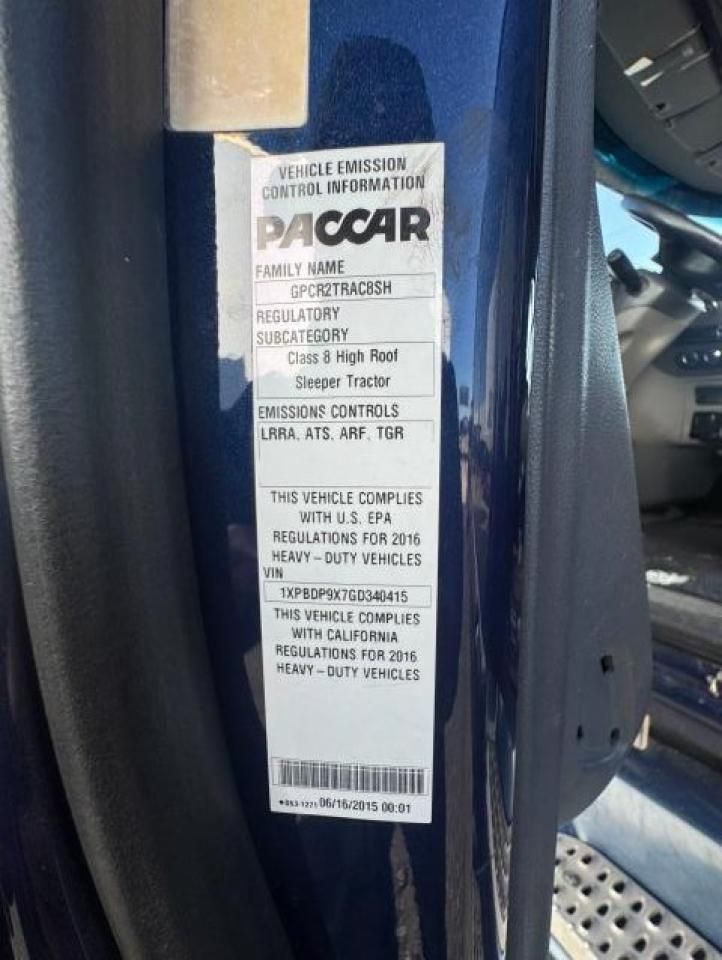 VEHICLE EMISSION
CONTROL INFORMATION
PACCAR
FAMILY NAME
GPCR2TRAC8SH
REGULATORY
SUBCATEGORY
Class 8 High Roof
Sleeper Tractor
EMISSIONS CONTROLS
LRRA, ATS, ARF, TGR
THIS VEHICLE COMPLIES
WITH U.S. EPA
REGULATIONS FOR 2016
HEAVY-DUTY VEHICLES
VIN
1XPBDP9X7GD340415
THIS VEHICLE COMPLIES
WITH CALIFORNIA
REGULATIONS FOR 2016
HEAVY-DUTY VEHICLES
06/16/2015 00:01